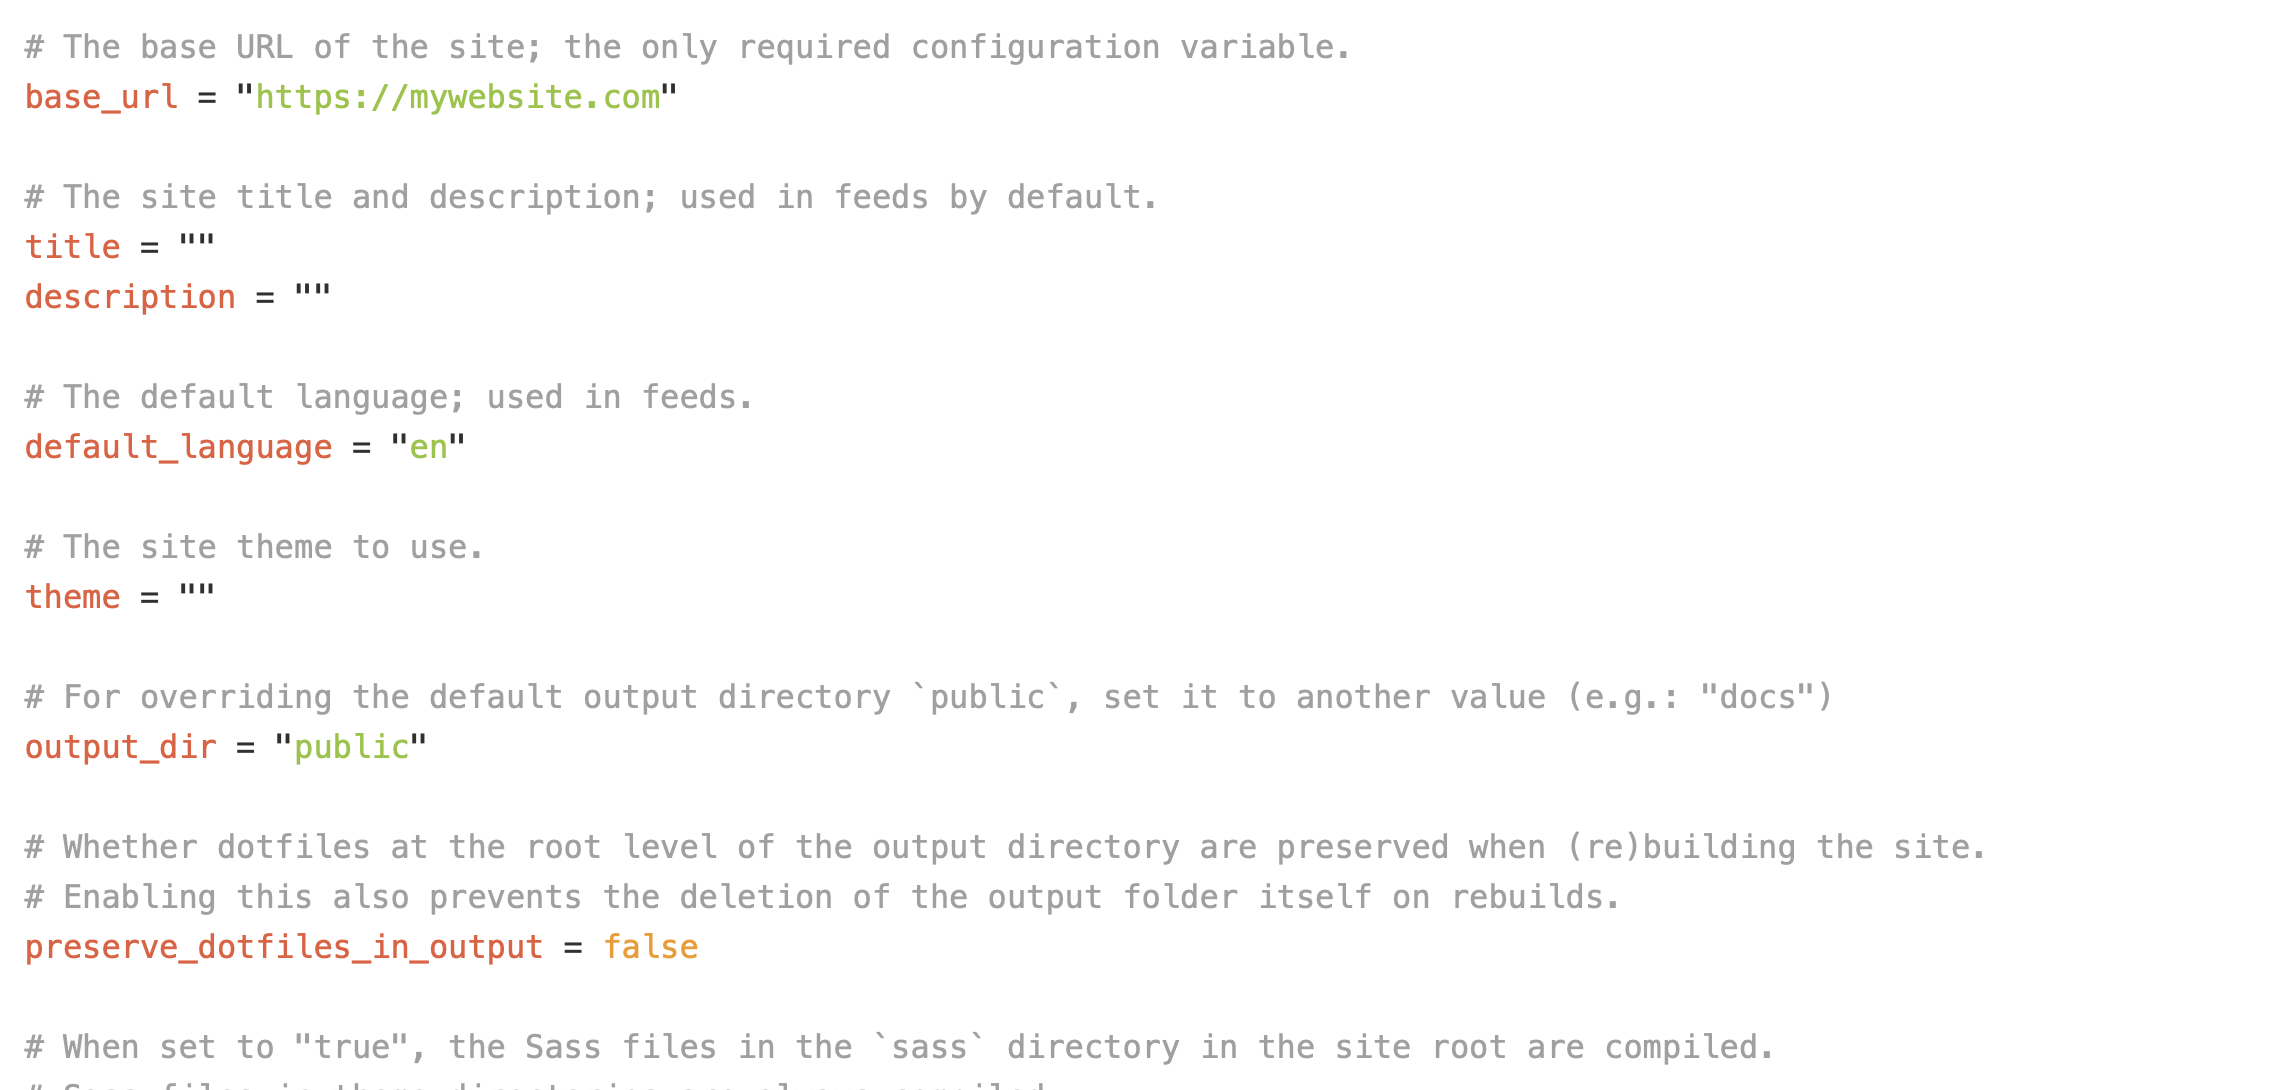 # The base URL of the site; the only required configuration variable.
base_url = "https://mywebsite.com"
# The site title and description; used in feeds by default.
title = ""
description = ""
# The default language; used in feeds.
default_language = "en"
# The site theme to use.
theme = ""
# For overriding the default output directory `public`, set it to another value (e.g.: "docs")
output_dir = "public"
# Whether dotfiles at the root level of the output directory are preserved when (re)building the site.
# Enabling this also prevents the deletion of the output folder itself on rebuilds.
preserve_dotfiles_in_output = false
# When set to "true", the Sass files in the `sass` directory in the site root are compiled.